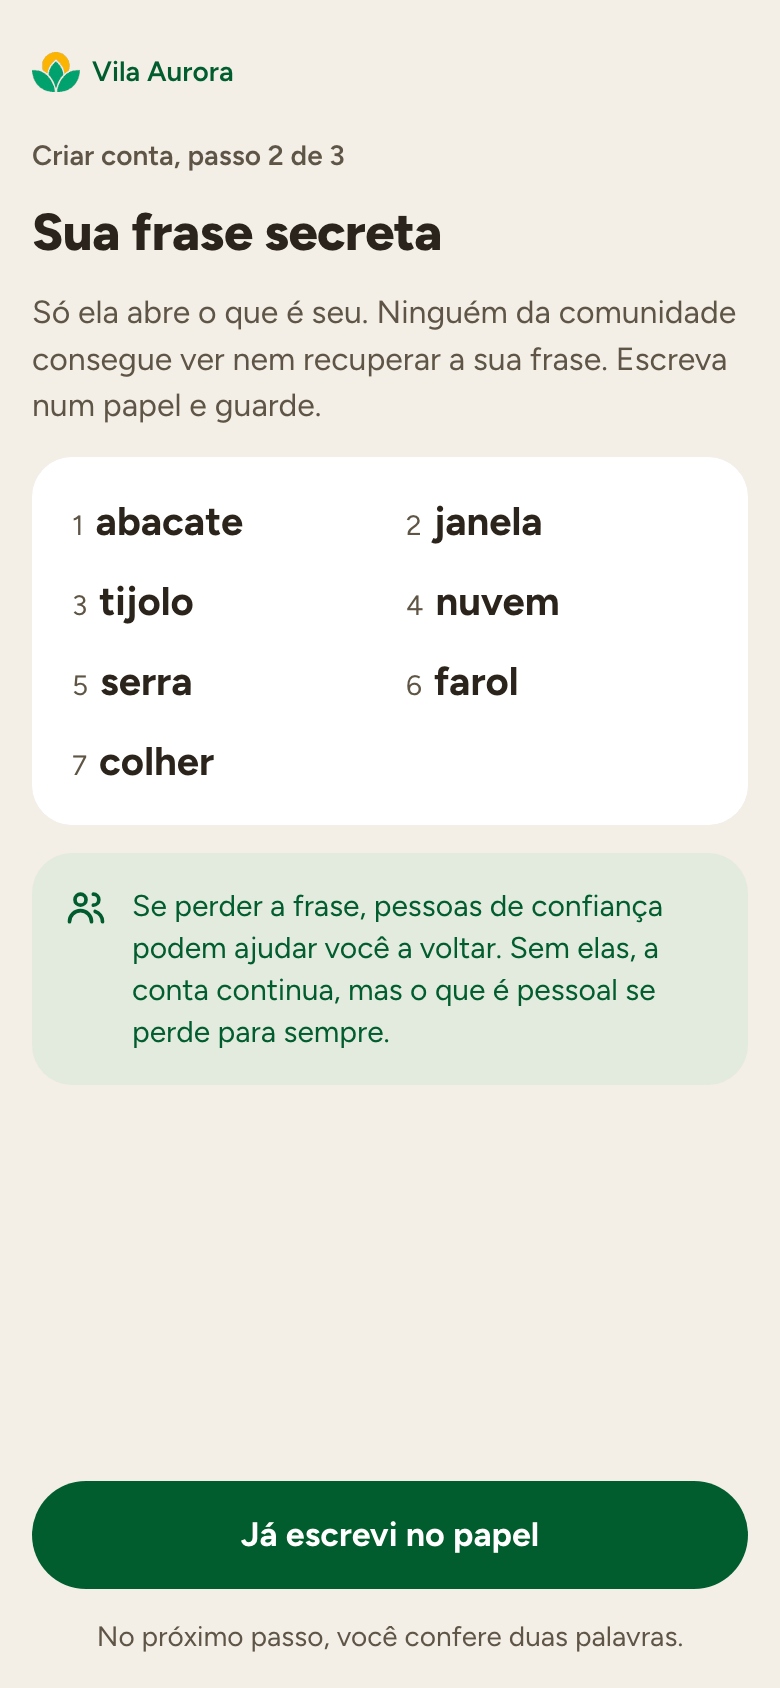 Vila Aurora
Criar conta, passo 2 de 3
Sua frase secreta
Só ela abre o que é seu. Ninguém da comunidade
consegue ver nem recuperar a sua frase. Escreva
num papel e guarde.
1 abacate
2 janela
3 tijolo
4 nuvem
5 serra
6 farol
7 colher
Se perder a frase, pessoas de confiança
podem ajudar você a voltar. Sem elas, a
conta continua, mas o que é pessoal se
perde para sempre.
Já escrevi no papel
No próximo passo, você confere duas palavras.